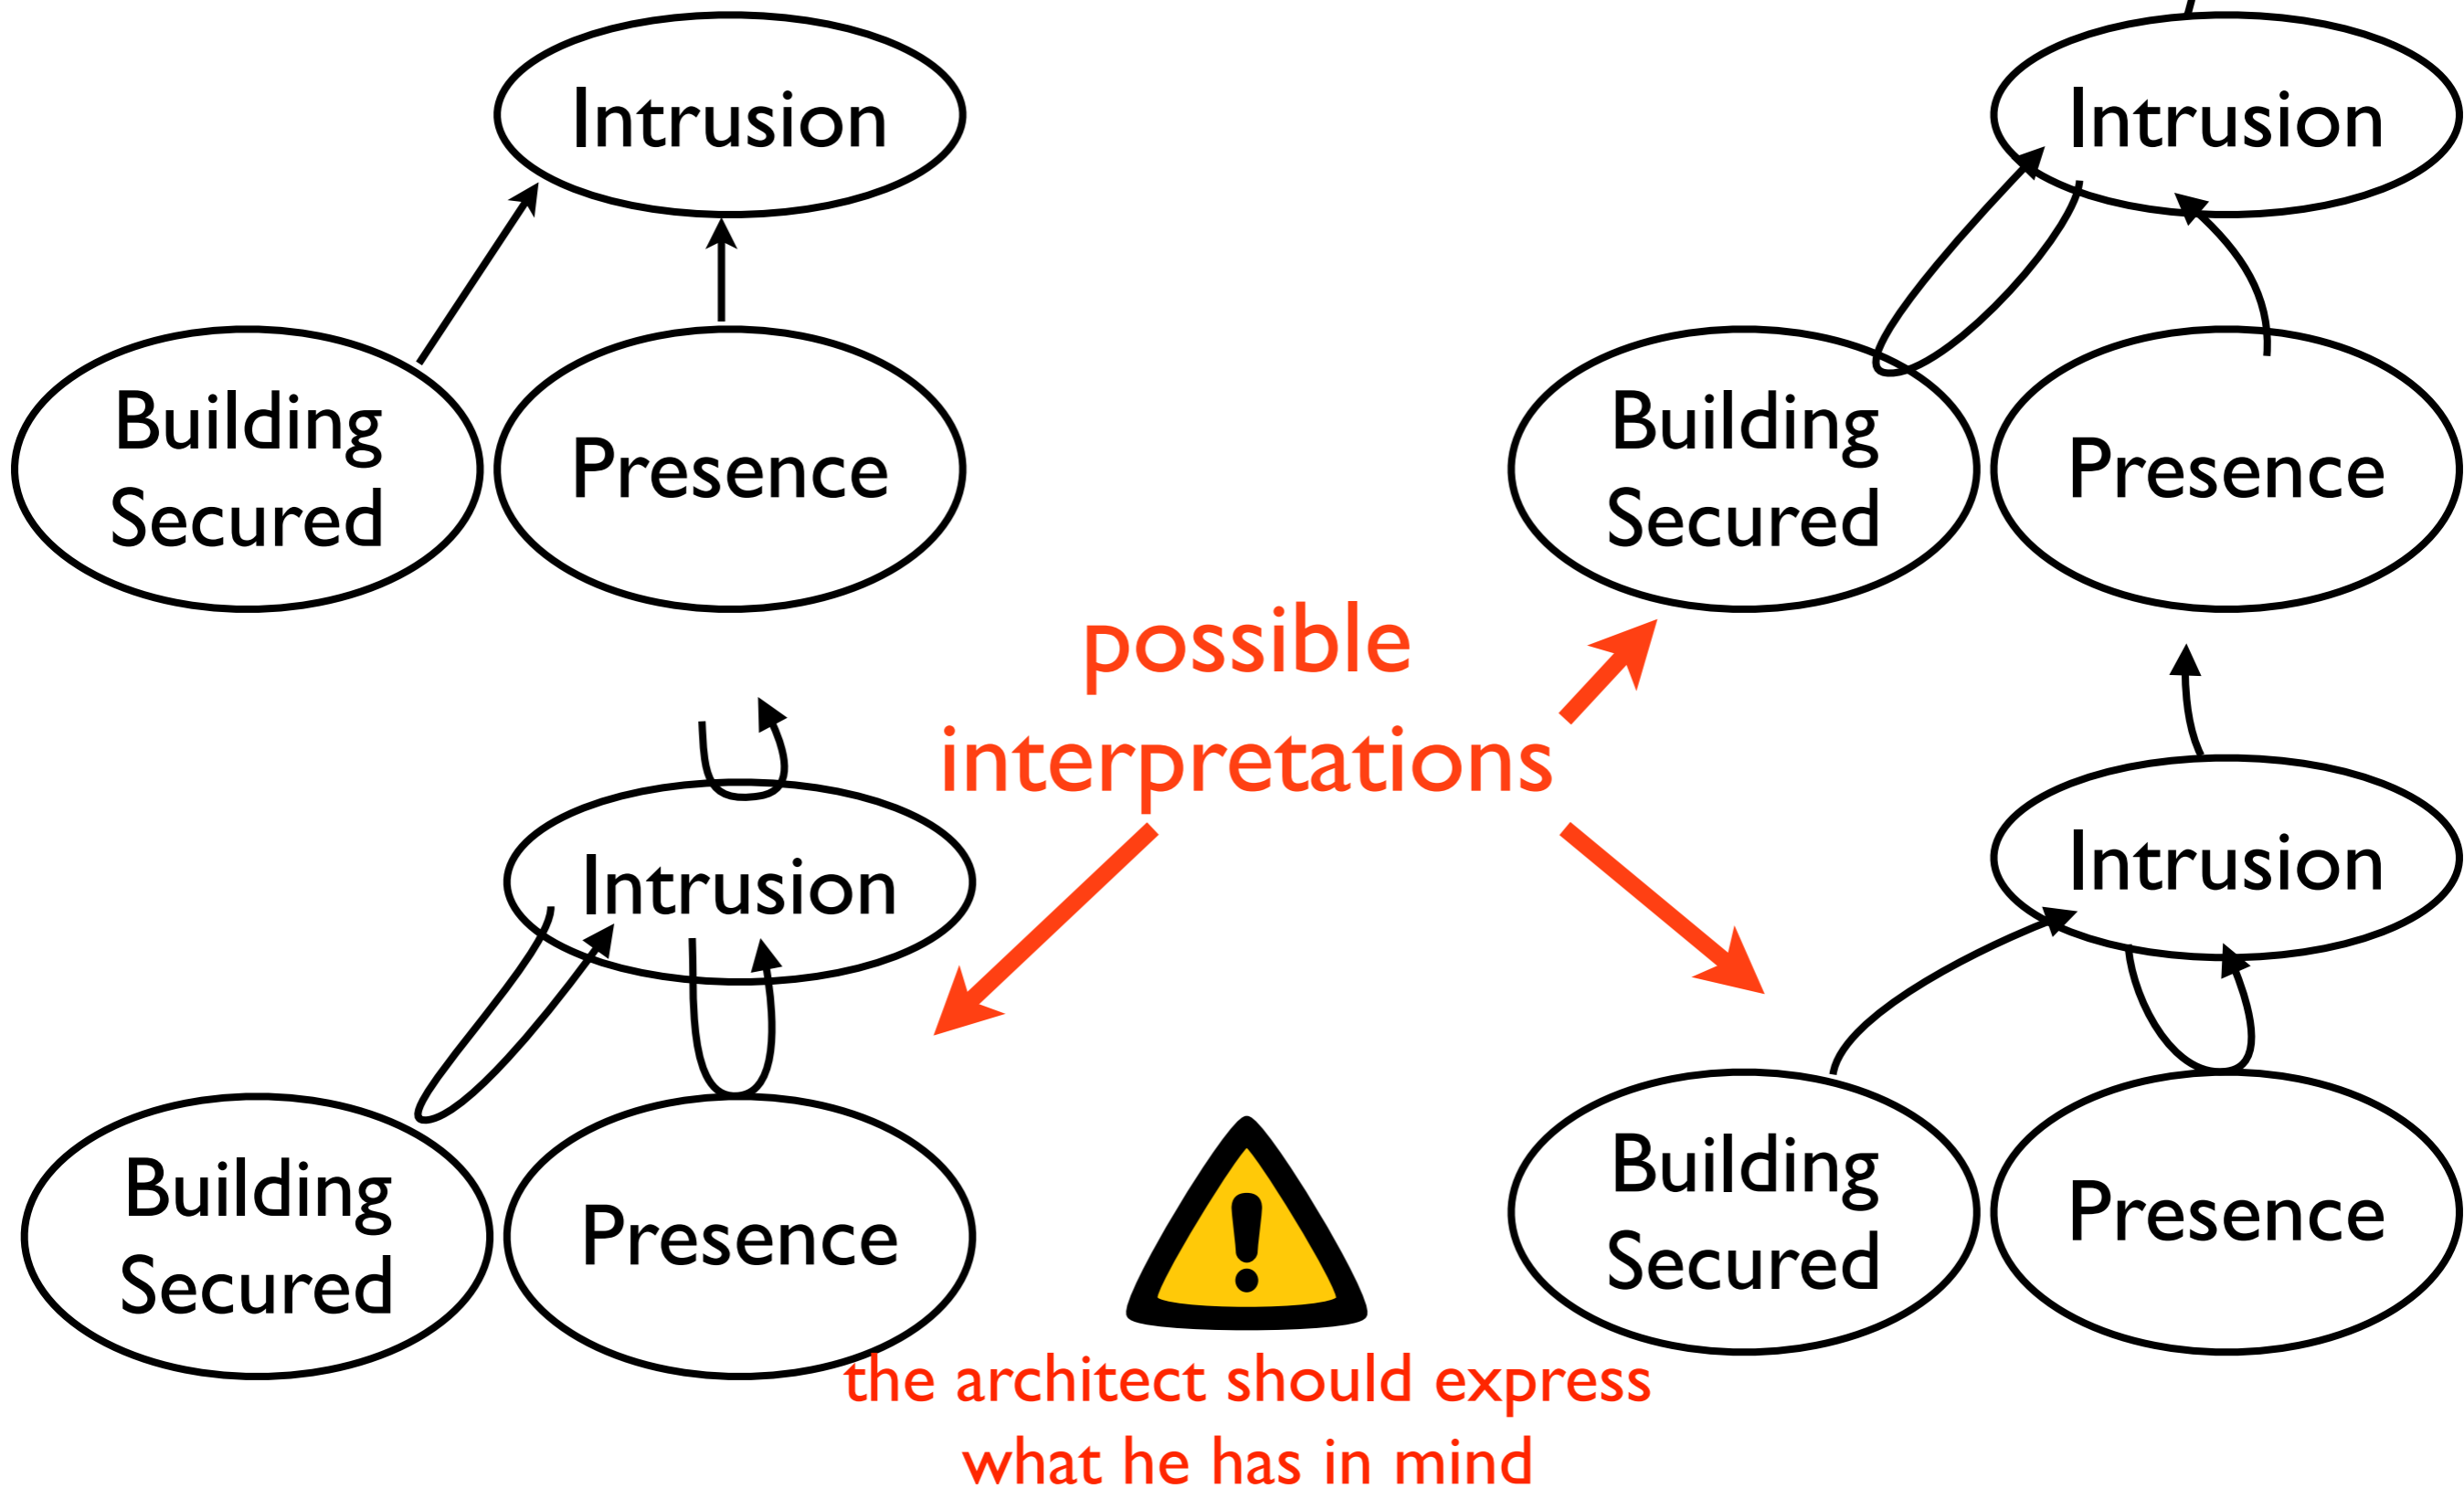 Intrusion
Building
Secured
Presence
Intrusion
Building
Secured
Presence
possible
interpretations
Intrusion
Building
Secured
Presence
Intrusion
Building
Secured
Presence
the architect should express
what he has in mind